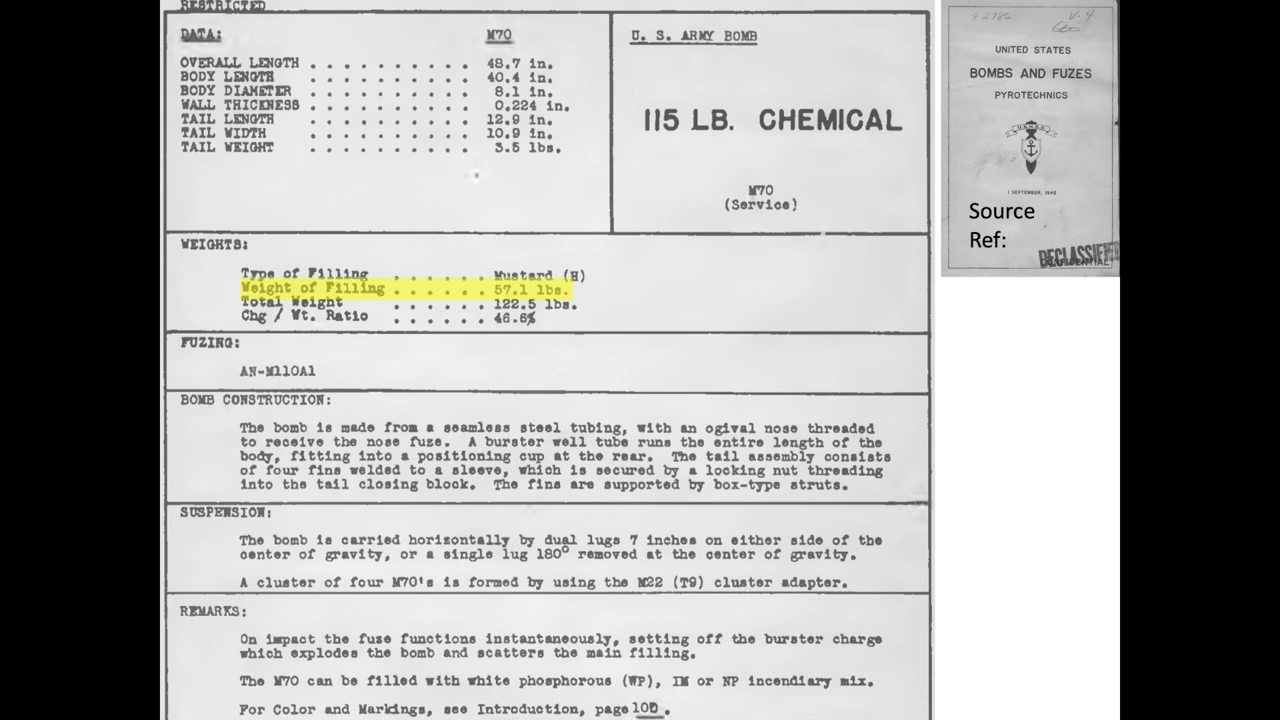 RESTRICTED
DATA: M70
OVERALL LENGTH . . . . . . . . . . 48.7 in.
BODY LENGTH . . . . . . . . . . 40.4 in.
BODY DIAMETER . . . . . . . . . . 8.1 in.
WALL THICKNESS . . . . . . . . . . 0.224 in.
TAIL LENGTH . . . . . . . . . . 12.9 in.
TAIL WIDTH . . . . . . . . . . 10.9 in.
TAIL WEIGHT . . . . . . . . . . 3.5 lbs.
U. S. ARMY BOMB
115 LB. CHEMICAL
M70
(Service)
WEIGHTS:
Type of Filling . . . . . . Mustard (H)
Weight of Filling . . . . . . 57.1 lbs.
Total Weight . . . . . . 122.5 lbs.
Chg / Wt. Ratio . . . . . . 46.6%
FUZING:
AN-M110A1
BOMB CONSTRUCTION:
The bomb is made from a seamless steel tubing, with an ogival nose threaded
to receive the nose fuze. A burster well tube runs the entire length of the
body, fitting into a positioning cup at the rear. The tail assembly consists
of four fins welded to a sleeve, which is secured by a locking nut threading
into the tail closing block. The fins are supported by box-type struts.
SUSPENSION:
The bomb is carried horizontally by dual lugs 7 inches on either side of the
center of gravity, or a single lug 180° removed at the center of gravity.
A cluster of four M70's is formed by using the M22 (T9) cluster adapter.
REMARKS:
On impact the fuze functions instantaneously, setting off the burster charge
which explodes the bomb and scatters the main filling.
The M70 can be filled with white phosphorous (WP), IM or NP incendiary mix.
For Color and Markings, see Introduction, page 100.
V-4
UNITED STATES
BOMBS AND FUZES
PYROTECHNICS
1 SEPTEMBER, 1945
Source
Ref:
DECLASSIFIED